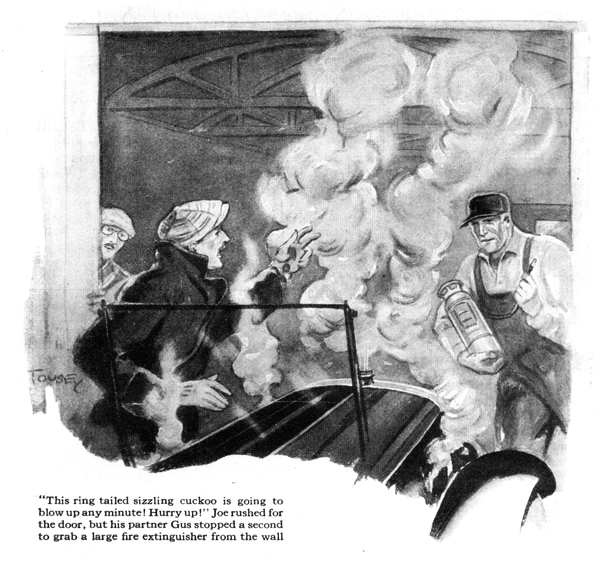 TOUSEY
"This ring tailed sizzling cuckoo is going to
blow up any minute! Hurry up!" Joe rushed for
the door, but his partner Gus stopped a second
to grab a large fire extinguisher from the wall